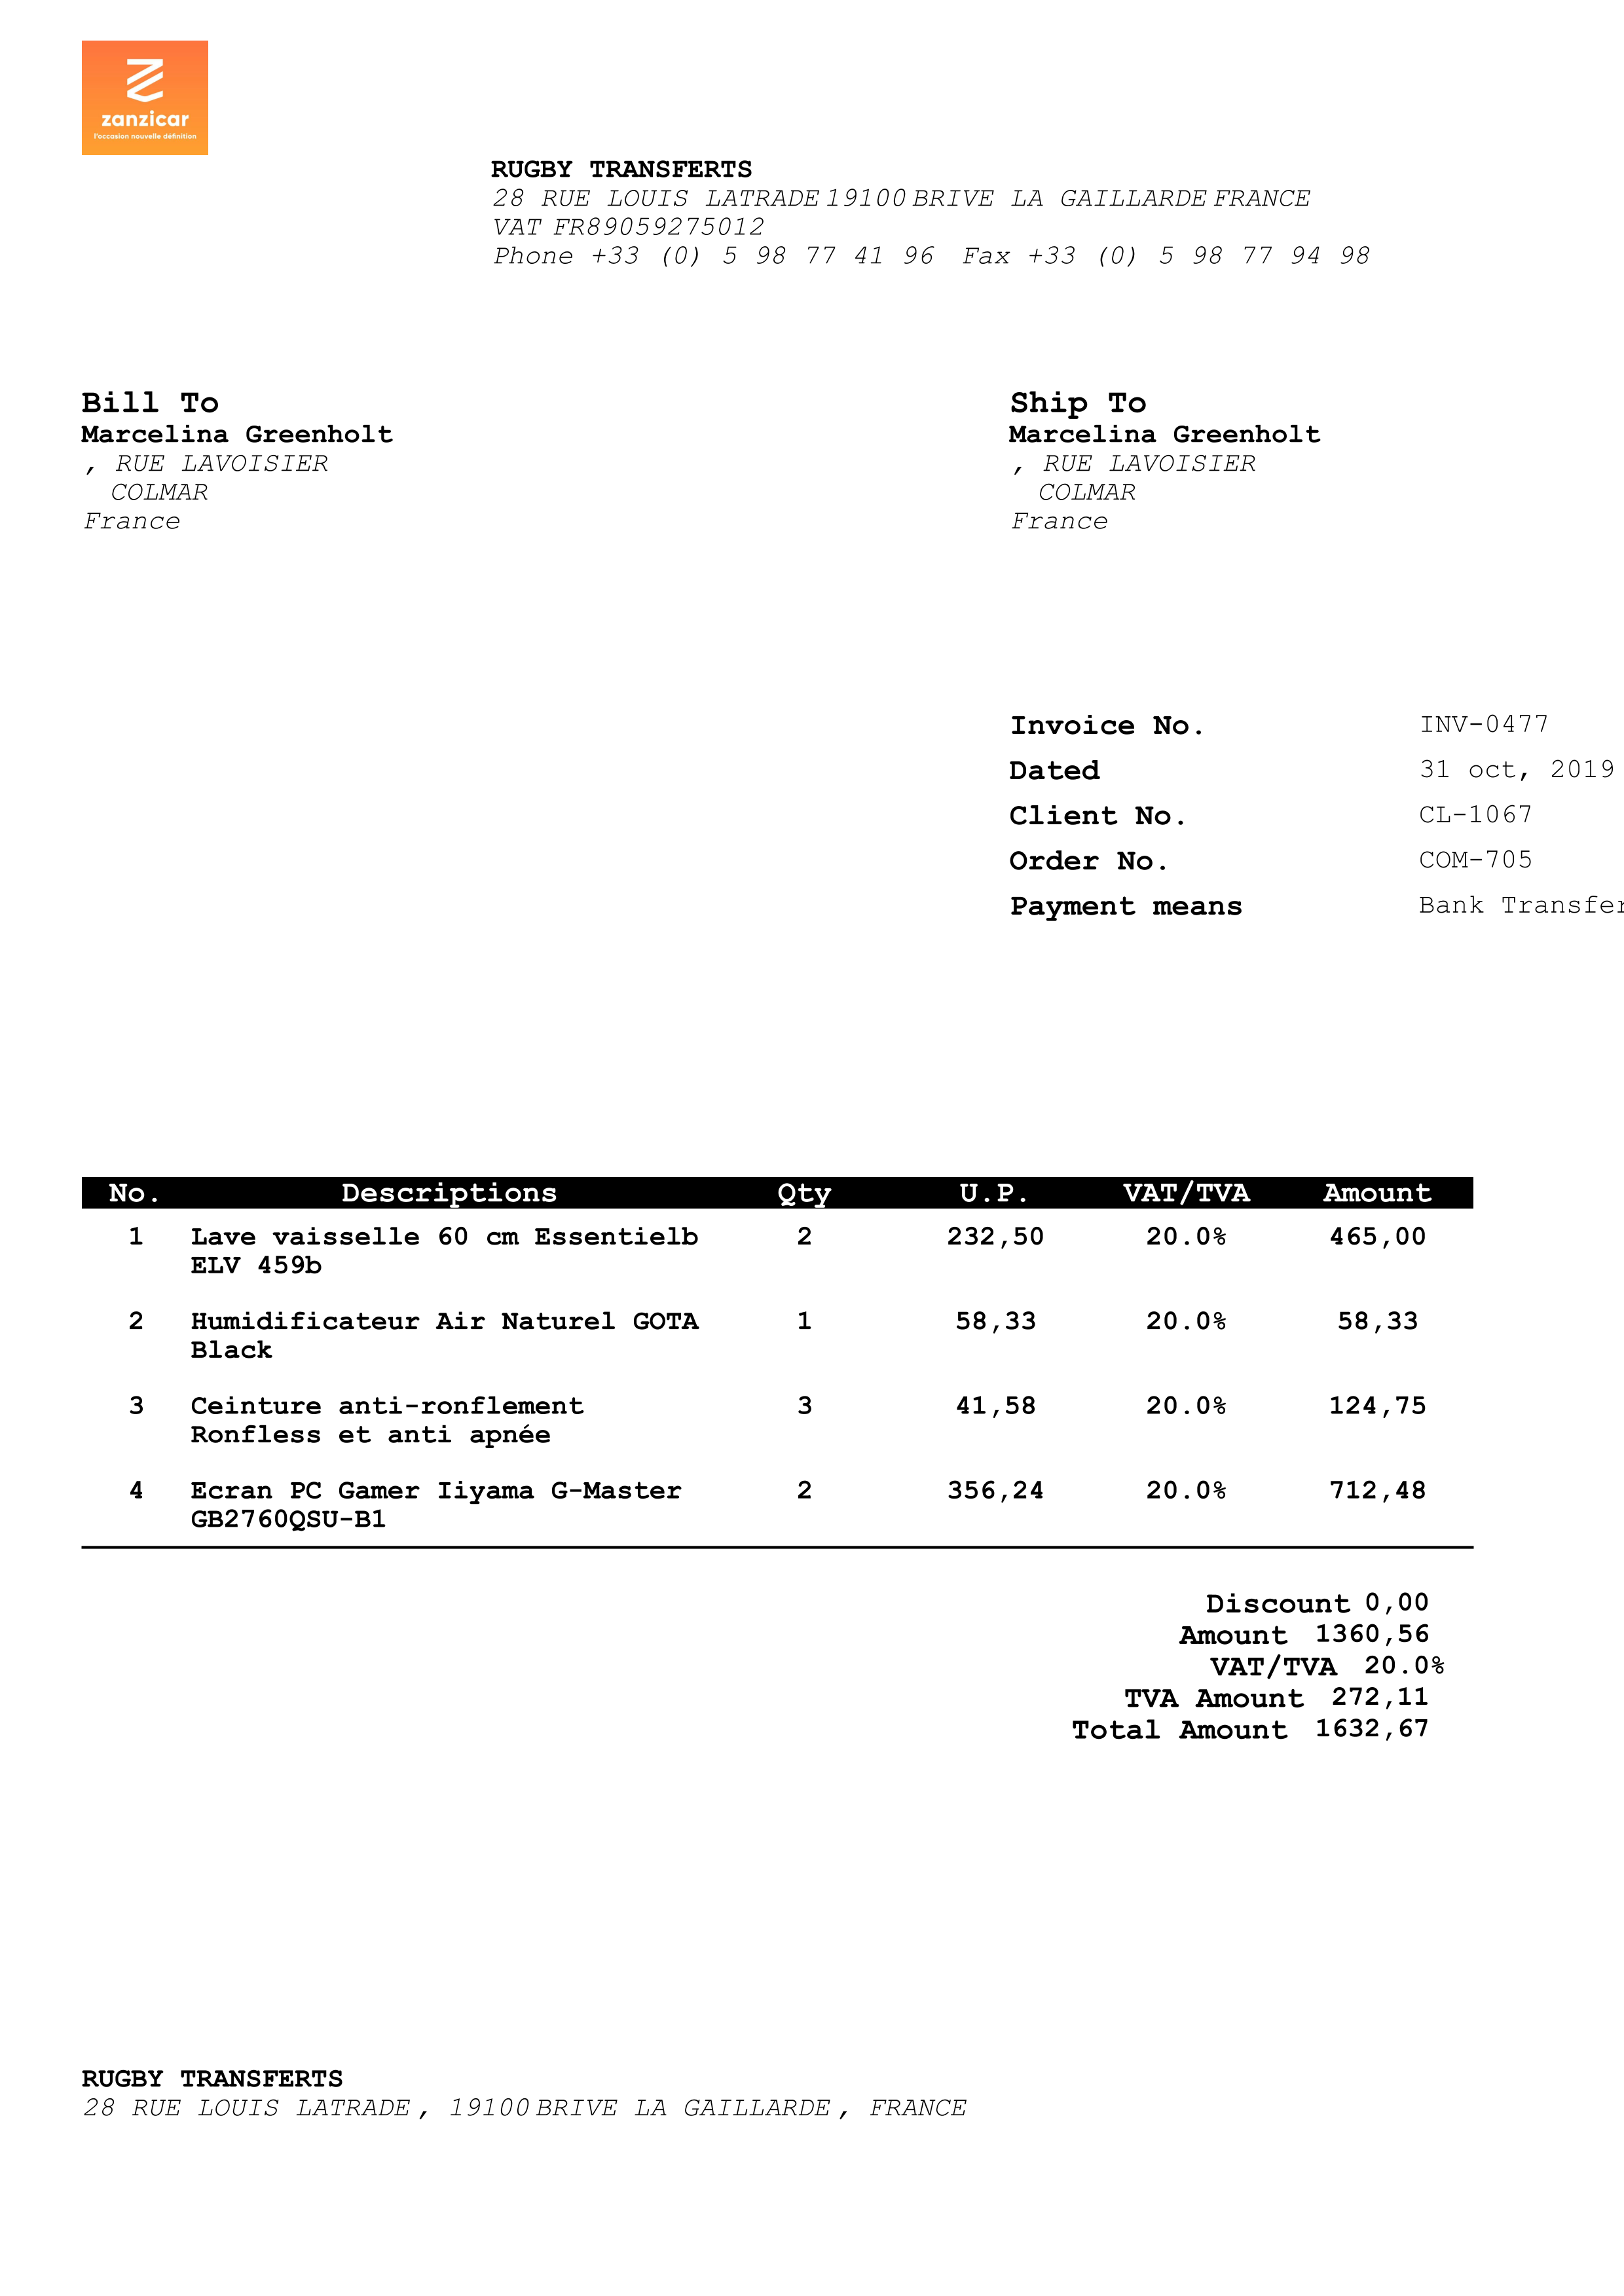 zanzicar
l'occasion nouvelle définition
RUGBY TRANSFERTS
28 RUE LOUIS LATRADE 19100 BRIVE LA GAILLARDE FRANCE
VAT FR89059275012
Phone +33 (0) 5 98 77 41 96 Fax +33 (0) 5 98 77 94 98
Bill To
Marcelina Greenholt
, RUE LAVOISIER
COLMAR
France
Ship To
Marcelina Greenholt
, RUE LAVOISIER
COLMAR
France
Invoice No. INV-0477
Dated 31 oct, 2019
Client No. CL-1067
Order No. COM-705
Payment means Bank Transfer
No. Descriptions Qty U.P. VAT/TVA Amount
1 Lave vaisselle 60 cm Essentielb 2 232,50 20.0% 465,00
ELV 459b
2 Humidificateur Air Naturel GOTA 1 58,33 20.0% 58,33
Black
3 Ceinture anti-ronflement 3 41,58 20.0% 124,75
Ronfless et anti apnée
4 Ecran PC Gamer Iiyama G-Master 2 356,24 20.0% 712,48
GB2760QSU-B1
Discount 0,00
Amount 1360,56
VAT/TVA 20.0%
TVA Amount 272,11
Total Amount 1632,67
RUGBY TRANSFERTS
28 RUE LOUIS LATRADE , 19100 BRIVE LA GAILLARDE , FRANCE